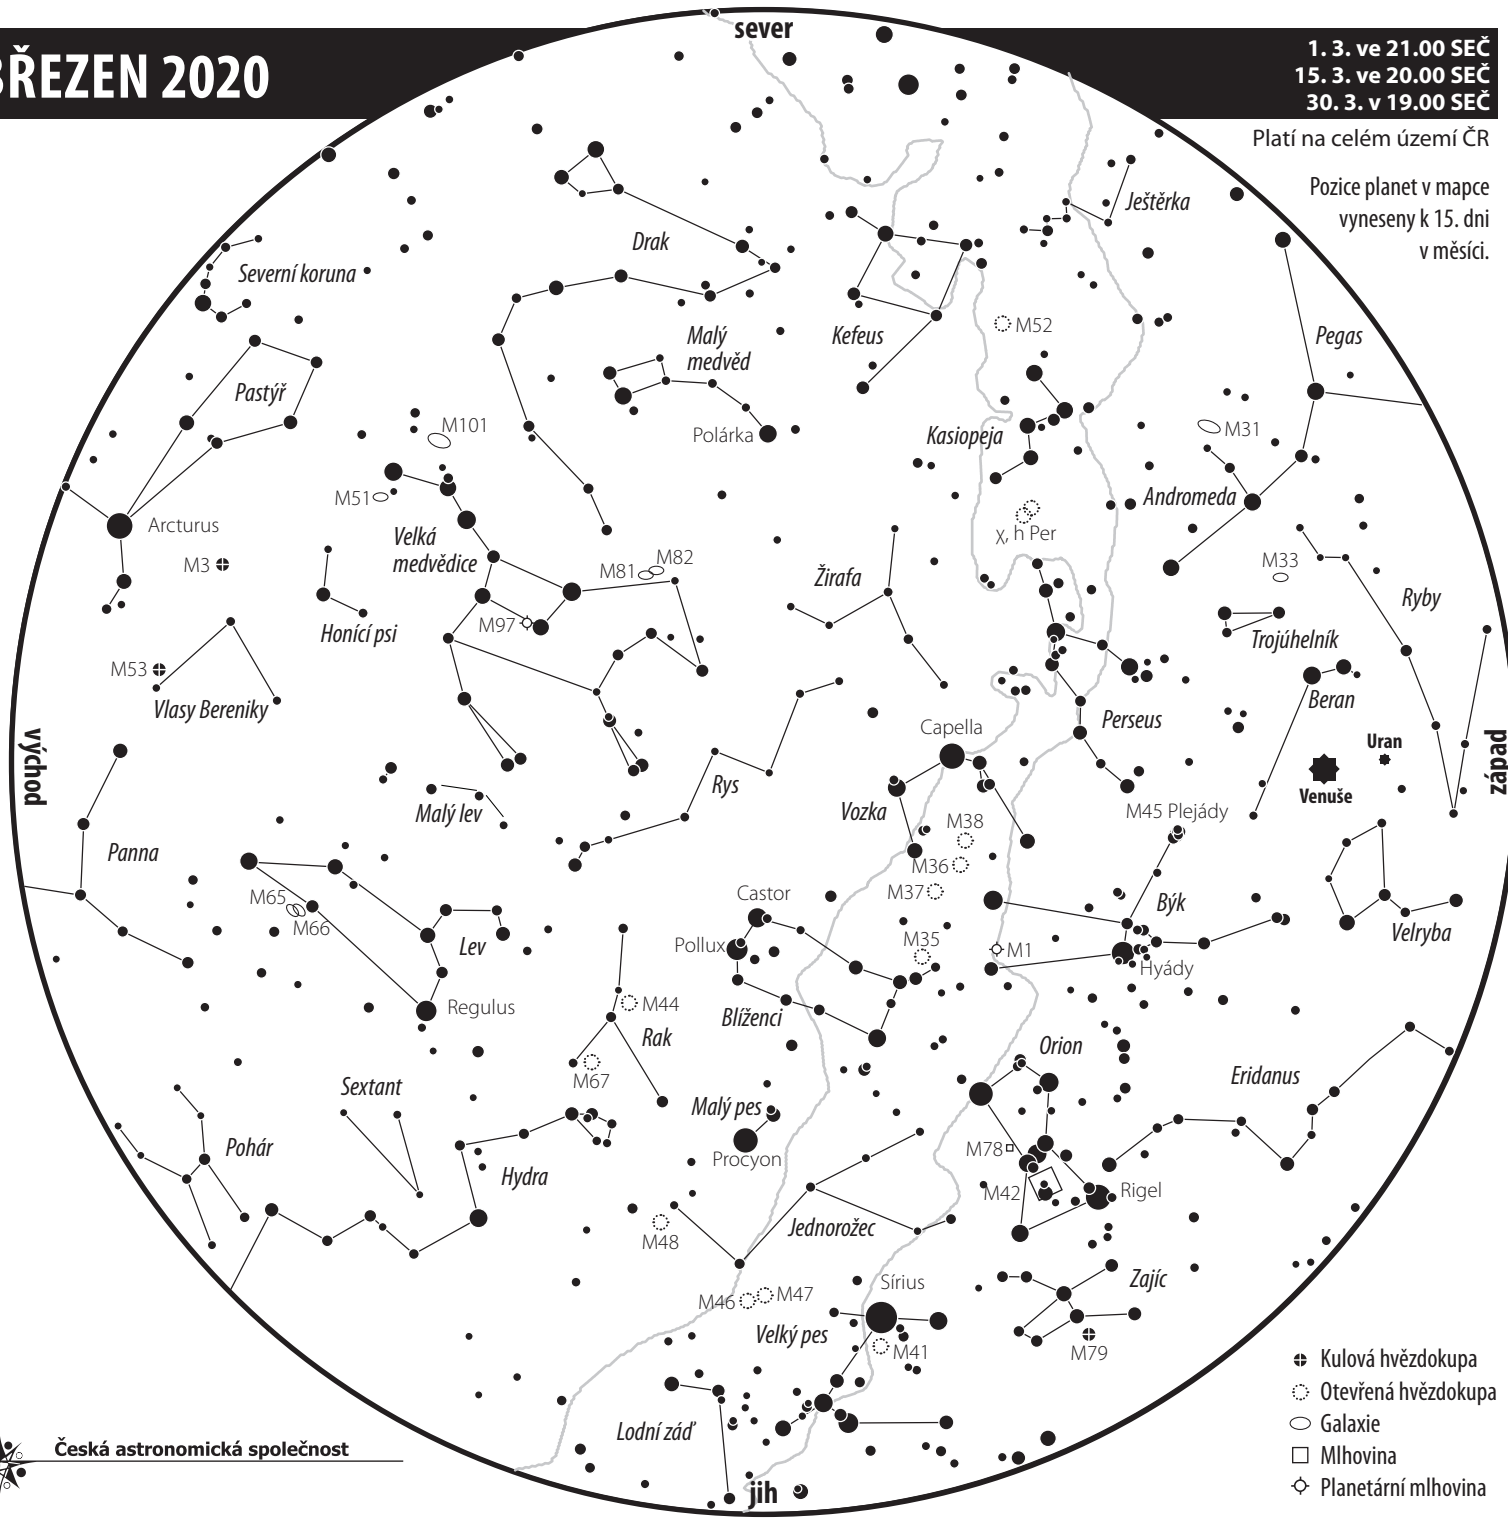 sever
ŘEZEN 2020
1. 3. ve 21.00 SEČ
15. 3. ve 20.00 SEČ
30. 3. v 19.00 SEČ
Platí na celém území ČR
Pozice planet v mapce
vyneseny k 15. dni
v měsíci.
Ještěrka
Drak
Severní koruna
M52
Malý
medvěd
Kefeus
Pegas
Pastýř
M101
Polárka
Kasiopeja
M31
M51
Andromeda
Arcturus
Velká
medvědice
χ, h Per
M3
M81
M82
Žirafa
M33
Ryby
M97
Honící psi
Trojúhelník
M53
Vlasy Bereniky
Beran
Perseus
Capella
východ
Uran
západ
Venuše
Rys
Malý lev
Vozka
M38
M45 Plejády
Panna
M36
M65
M66
M37
Castor
Býk
Lev
Pollux
M35
M1
Velryba
Hyády
Regulus
M44
Blíženci
Rak
Orion
M67
Sextant
Eridanus
Malý pes
Pohár
Procyon
M78
Hydra
M42
Rigel
M48
Jednorožec
Sírius
Zajíc
M46
M47
Velký pes
M41
M79
Lodní záď
Kulová hvězdokupa
Otevřená hvězdokupa
Galaxie
Mlhovina
Planetární mlhovina
Česká astronomická společnost
jih